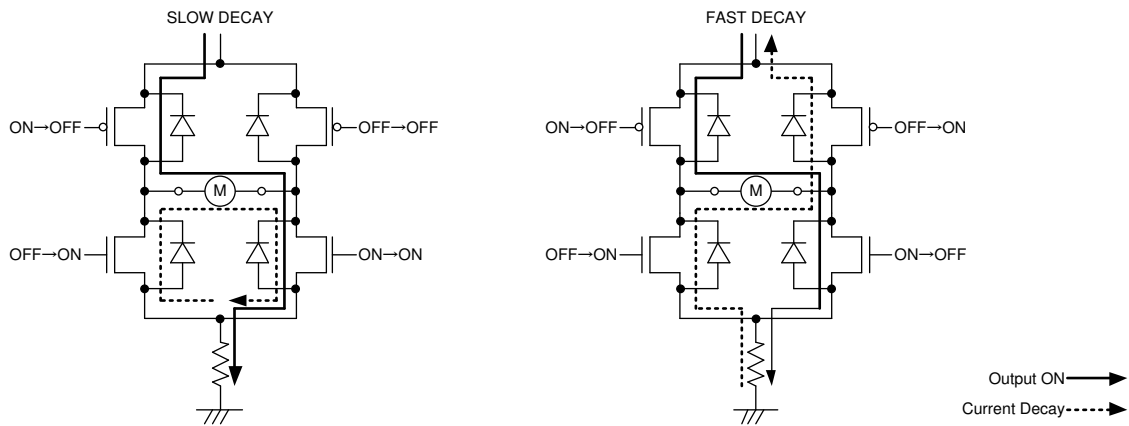 SLOW DECAY
FAST DECAY
ON→OFF
OFF→OFF
ON→OFF
OFF→ON
M
M
OFF→ON
ON→ON
OFF→ON
ON→OFF
Output ON
Current Decay